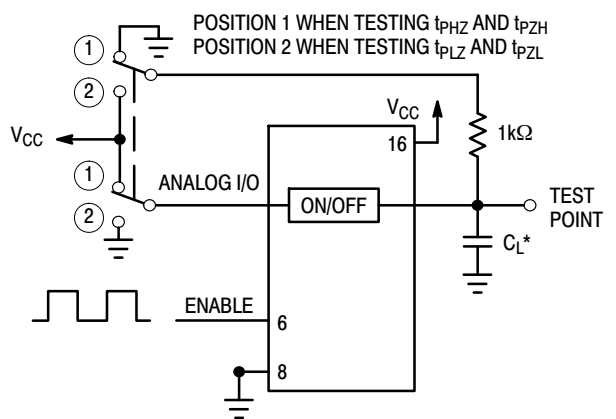 POSITION 1 WHEN TESTING tPHZ AND tPZH
POSITION 2 WHEN TESTING tPLZ AND tPZL
1
2
VCC
VCC
16
1kΩ
1
ANALOG I/O
ON/OFF
TEST
POINT
2
CL*
ENABLE
6
8